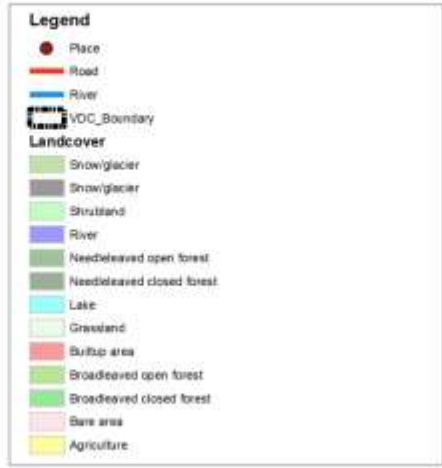 Legend
Place
Road
River
VDC_Boundary
Landcover
Snow/glacier
Snow/glacier
Shrubland
River
Needleleaved open forest
Needleleaved closed forest
Lake
Grassland
Builtup area
Broadleaved open forest
Broadleaved closed forest
Bare area
Agriculture